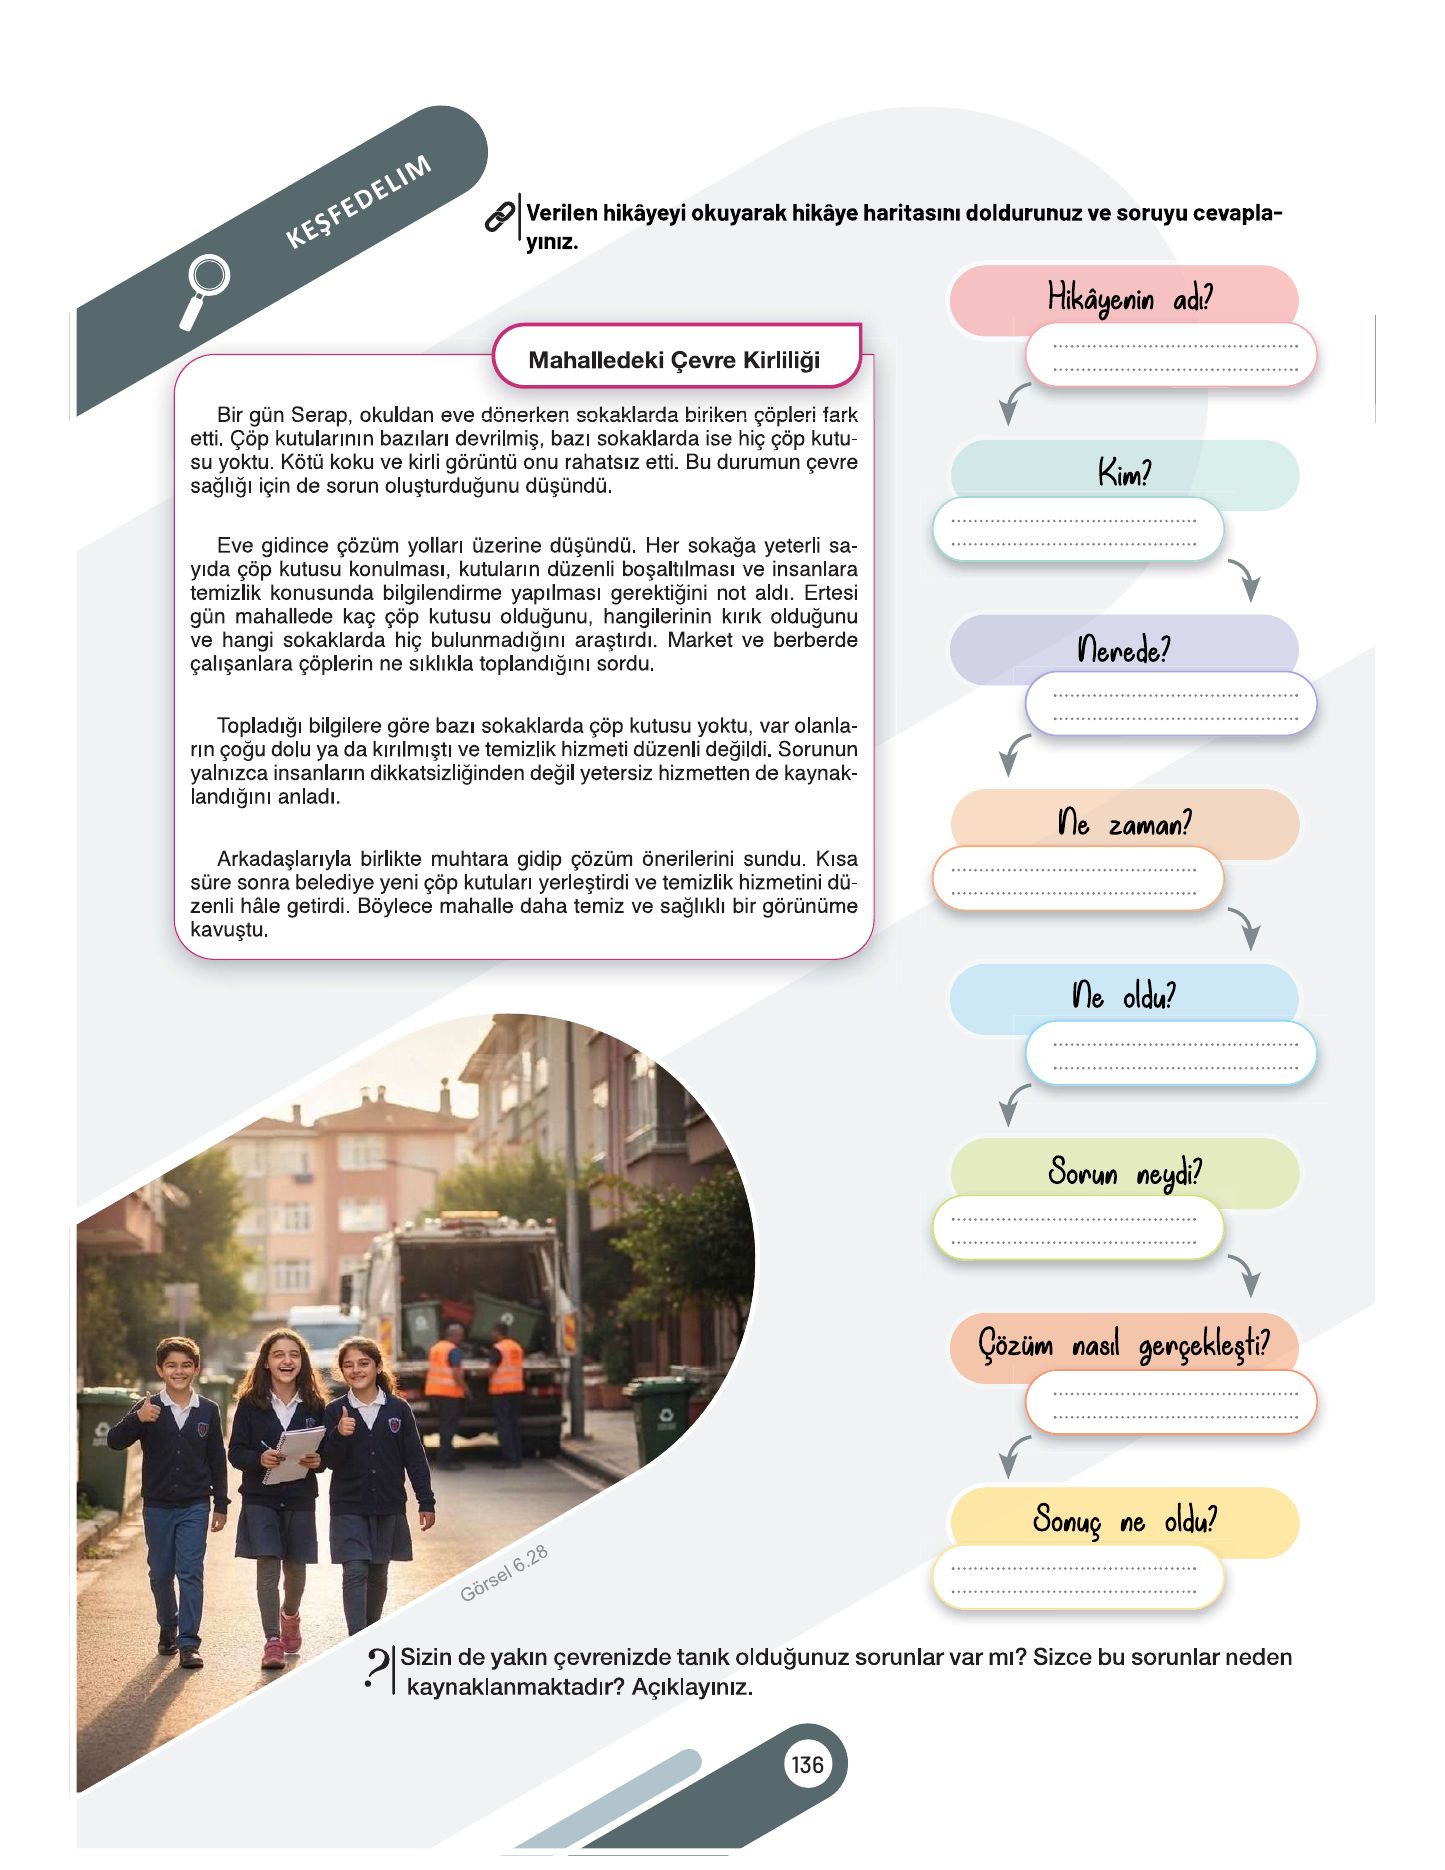 KEŞFEDELIM
Verilen hikâyeyi okuyarak hikâye haritasını doldurunuz ve soruyu cevapla-
yınız.
Mahalledeki Çevre Kirliliği
Bir gün Serap, okuldan eve dönerken sokaklarda biriken çöpleri fark
etti. Çöp kutularının bazıları devrilmiş, bazı sokaklarda ise hiç çöp kutu-
su yoktu. Kötü koku ve kirli görüntü onu rahatsız etti. Bu durumun çevre
sağlığı için de sorun oluşturduğunu düşündü.
Eve gidince çözüm yolları üzerine düşündü. Her sokağa yeterli sa-
yıda çöp kutusu konulması, kutuların düzenli boşaltılması ve insanlara
temizlik konusunda bilgilendirme yapılması gerektiğini not aldı. Ertesi
gün mahallede kaç çöp kutusu olduğunu, hangilerinin kırık olduğunu
ve hangi sokaklarda hiç bulunmadığını araştırdı. Market ve berberde
çalışanlara çöplerin ne sıklıkla toplandığını sordu.
Topladığı bilgilere göre bazı sokaklarda çöp kutusu yoktu, var olanla-
rın çoğu dolu ya da kırılmıştı ve temizlik hizmeti düzenli değildi. Sorunun
yalnızca insanların dikkatsizliğinden değil yetersiz hizmetten de kaynak-
landığını anladı.
Arkadaşlarıyla birlikte muhtara gidip çözüm önerilerini sundu. Kısa
süre sonra belediye yeni çöp kutuları yerleştirdi ve temizlik hizmetini dü-
zenli hâle getirdi. Böylece mahalle daha temiz ve sağlıklı bir görünüme
kavuştu.
Hikâyenin adı?
Kim?
Nerede?
Ne zaman?
Ne oldu?
Sorun neydi?
Çözüm nasıl gerçekleşti?
Sonuç ne oldu?
Görsel 6.28
? Sizin de yakın çevrenizde tanık olduğunuz sorunlar var mı? Sizce bu sorunlar neden
kaynaklanmaktadır? Açıklayınız.
136